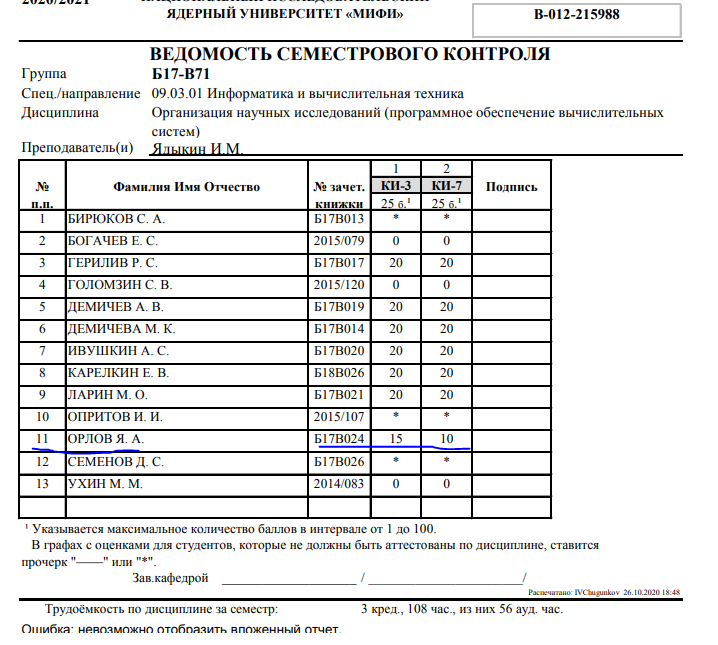 2020/2021
НАЦИОНАЛЬНЫЙ ИССЛЕДОВАТЕЛЬСКИЙ
ЯДЕРНЫЙ УНИВЕРСИТЕТ «МИФИ»
В-012-215988
ВЕДОМОСТЬ СЕМЕСТРОВОГО КОНТРОЛЯ
Группа Б17-В71
Спец./направление 09.03.01 Информатика и вычислительная техника
Дисциплина Организация научных исследований (программное обеспечение вычислительных
систем)
Преподаватель(и) Ядыкин И.М.
1 2
№ Фамилия Имя Отчество № зачет. КИ-3 КИ-7 Подпись
п.п. книжки 25 б.¹ 25 б.¹
1 БИРЮКОВ С. А. Б17В013 * *
2 БОГАЧЕВ Е. С. 2015/079 0 0
3 ГЕРИЛИВ Р. С. Б17В017 20 20
4 ГОЛОМЗИН С. В. 2015/120 0 0
5 ДЕМИЧЕВ А. В. Б17В019 20 20
6 ДЕМИЧЕВА М. К. Б17В014 20 20
7 ИВУШКИН А. С. Б17В020 20 20
8 КАРЕЛКИН Е. В. Б18В026 20 20
9 ЛАРИН М. О. Б17В021 20 20
10 ОПРИТОВ И. И. 2015/107 * *
11 ОРЛОВ Я. А. Б17В024 15 10
12 СЕМЕНОВ Д. С. Б17В026 * *
13 УХИН М. М. 2014/083 0 0
¹ Указывается максимальное количество баллов в интервале от 1 до 100.
В графах с оценками для студентов, которые не должны быть аттестованы по дисциплине, ставится
прочерк "——" или "*".
Зав.кафедрой ____________________ / _______________________/
Распечатано: IVChugunkov 26.10.2020 18:48
Трудоёмкость по дисциплине за семестр: 3 кред., 108 час., из них 56 ауд. час.
Ошибка: невозможно отобразить вложенный отчет.